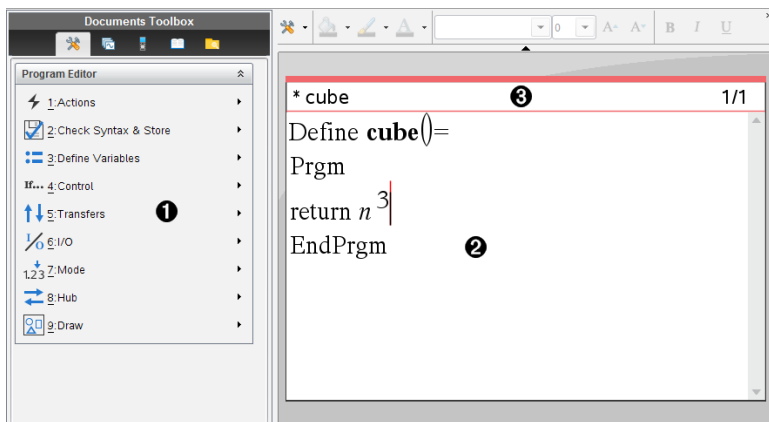 Documents Toolbox
Program Editor
1:Actions
2:Check Syntax & Store
3:Define Variables
If... 4:Control
5:Transfers
1
6:I/O
1.23 7:Mode
8:Hub
9:Draw
0 A- A+ B I U
* cube 3 1/1
Define cube()=
Prgm
return n³
EndPrgm 2